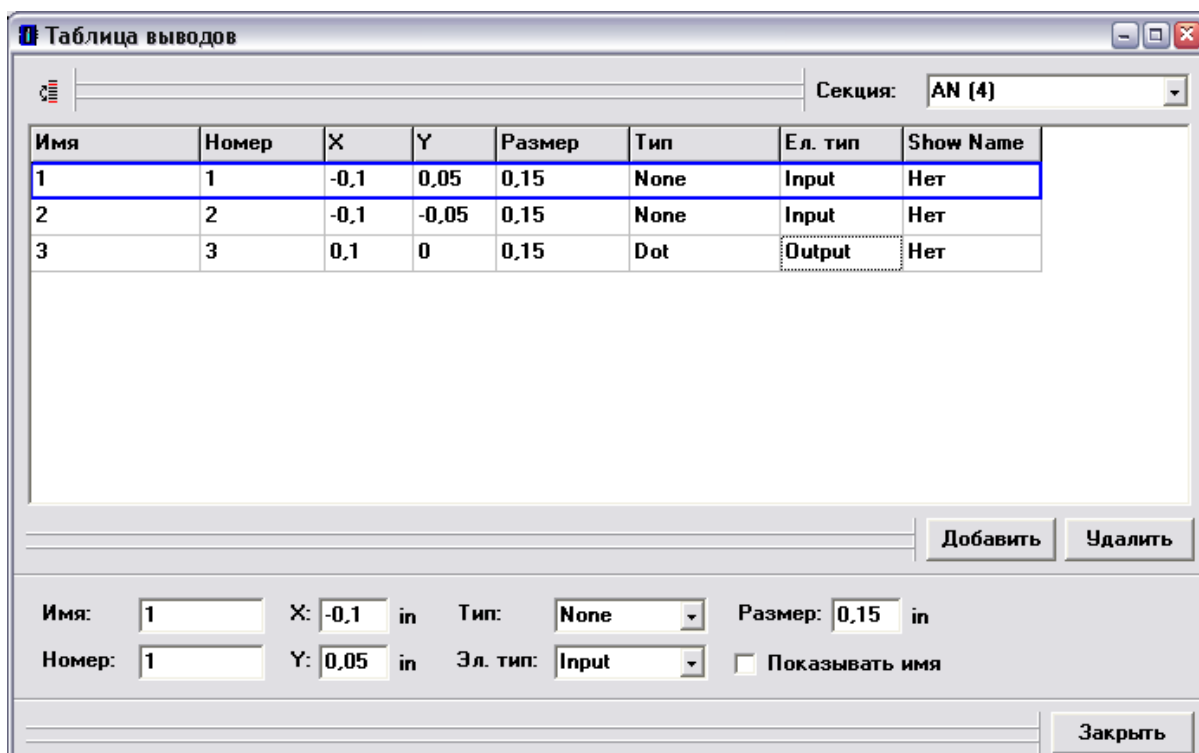 Таблица выводов
Секция: AN (4)
Имя Номер X Y Размер Тип Ел. тип Show Name
1 1 -0,1 0,05 0,15 None Input Нет
2 2 -0,1 -0,05 0,15 None Input Нет
3 3 0,1 0 0,15 Dot Output Нет
Добавить Удалить
Имя: 1 X: -0,1 in Тип: None Размер: 0,15 in
Номер: 1 Y: 0,05 in Эл. тип: Input Показывать имя
Закрыть